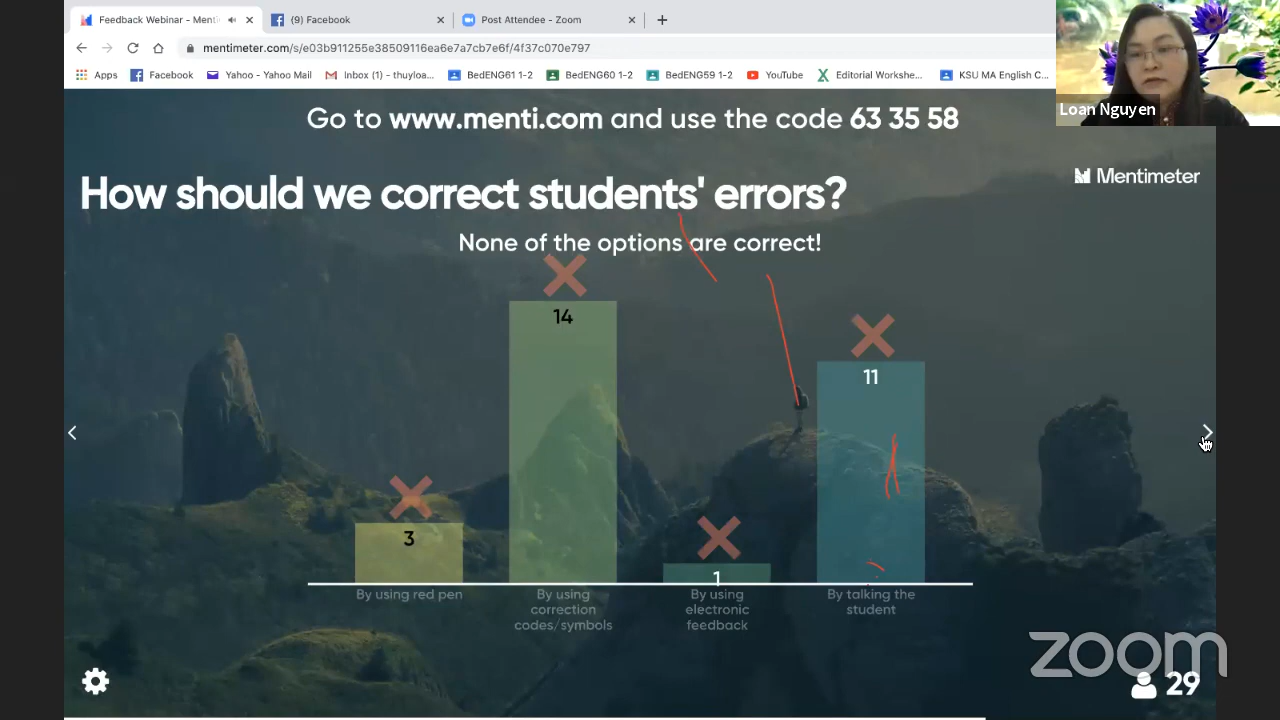 Feedback Webinar - Menti
(9) Facebook
Post Attendee - Zoom
mentimeter.com/s/e03b911255e38509116ea6e7a7cb7e6f/4f37c070e797
Apps
Facebook
Yahoo - Yahoo Mail
Inbox (1) - thuyloa...
BedENG61 1-2
BedENG60 1-2
BedENG59 1-2
YouTube
Editorial Workshe...
KSU MA English C...
Loan Nguyen
Go to www.menti.com and use the code 63 35 58
Mentimeter
How should we correct students' errors?
None of the options are correct!
3
14
1
11
By using red pen
By using
correction
codes/symbols
By using
electronic
feedback
By talking the
student
zoom
29